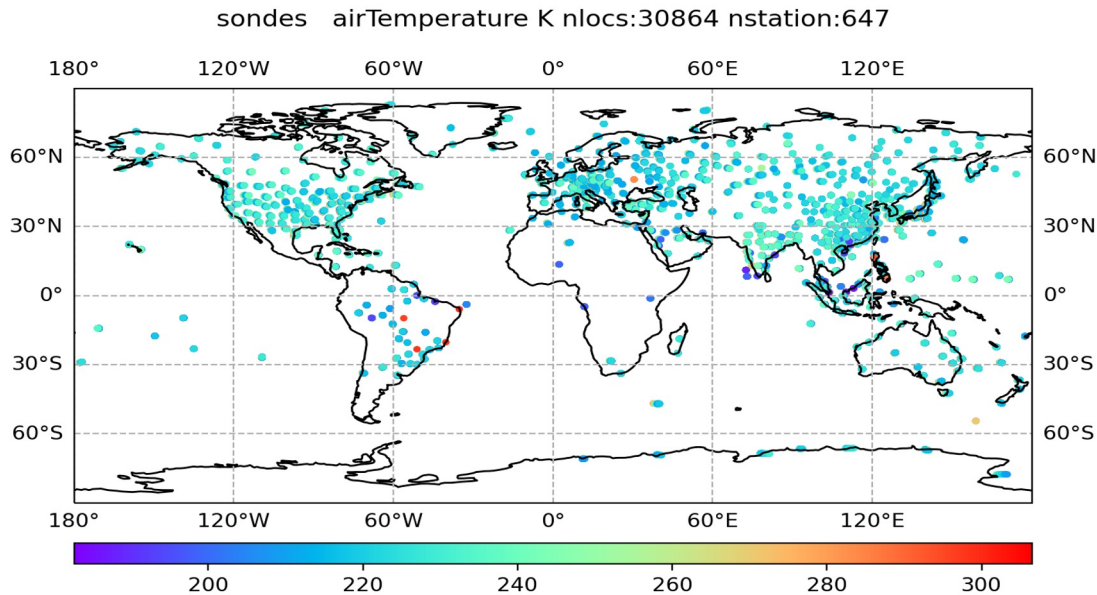 sondes   airTemperature K nlocs:30864 nstation:647
180° 120°W 60°W 0° 60°E 120°E
60°N 60°N
30°N 30°N
0° 0°
30°S 30°S
60°S 60°S
180° 120°W 60°W 0° 60°E 120°E
200 220 240 260 280 300